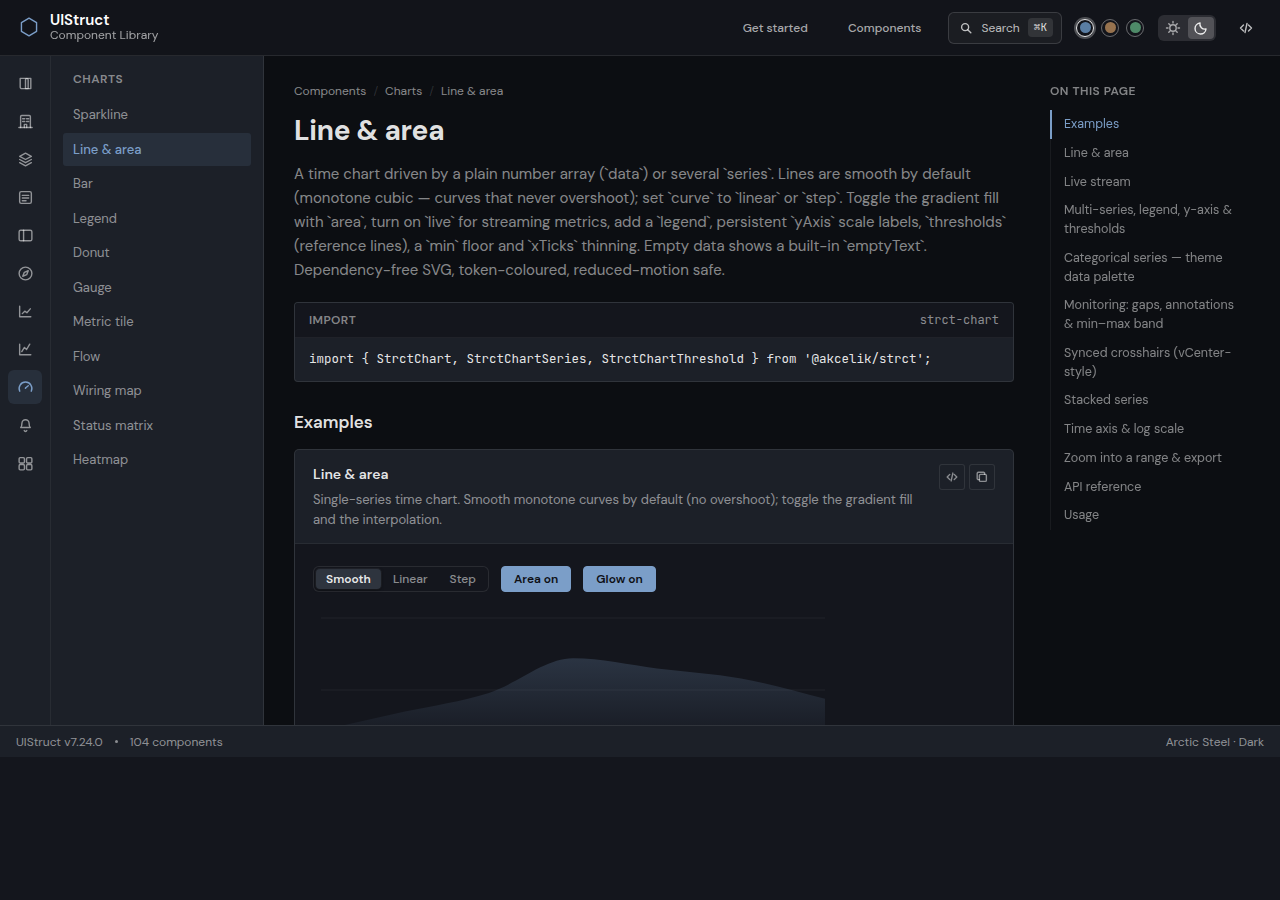 UIStruct
Component Library
Get started
Components
Search ⌘K
CHARTS
Sparkline
Line & area
Bar
Legend
Donut
Gauge
Metric tile
Flow
Wiring map
Status matrix
Heatmap
Components / Charts / Line & area
Line & area
A time chart driven by a plain number array (`data`) or several `series`. Lines are smooth by default
(monotone cubic — curves that never overshoot); set `curve` to `linear` or `step`. Toggle the gradient fill
with `area`, turn on `live` for streaming metrics, add a `legend`, persistent `yAxis` scale labels, `thresholds`
(reference lines), a `min` floor and `xTicks` thinning. Empty data shows a built-in `emptyText`.
Dependency-free SVG, token-coloured, reduced-motion safe.
IMPORT
strct-chart
import { StrctChart, StrctChartSeries, StrctChartThreshold } from '@akcelik/strct';
Examples
Line & area
Single-series time chart. Smooth monotone curves by default (no overshoot); toggle the gradient fill
and the interpolation.
Smooth
Linear
Step
Area on
Glow on
ON THIS PAGE
Examples
Line & area
Live stream
Multi-series, legend, y-axis &
thresholds
Categorical series — theme
data palette
Monitoring: gaps, annotations
& min–max band
Synced crosshairs (vCenter-
style)
Stacked series
Time axis & log scale
Zoom into a range & export
API reference
Usage
UIStruct v7.24.0 • 104 components
Arctic Steel · Dark